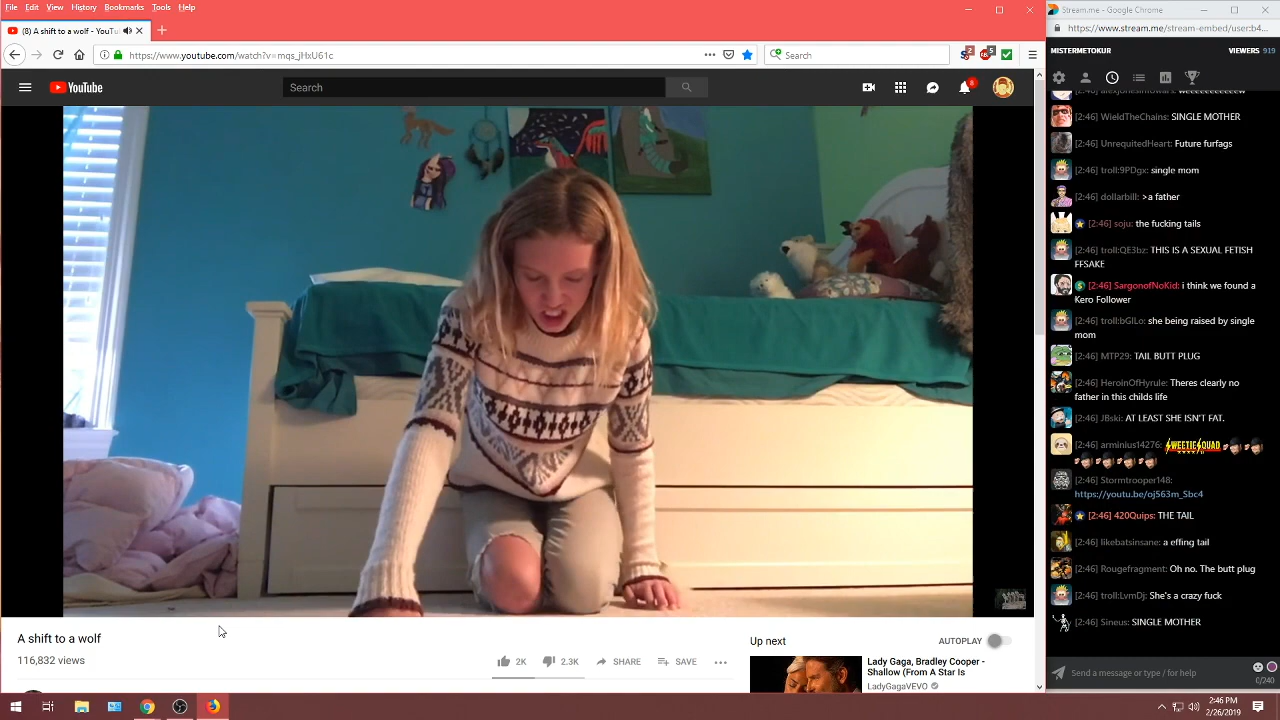 File Edit View History Bookmarks Tools Help
(8) A shift to a wolf
https://www.youtube.com/watch?v=mqs_jHxU61c
Search
2
5
YouTube
Search
8
A shift to a wolf
116,832 views
2K
2.3K
SHARE
SAVE
Up next
AUTOPLAY
Lady Gaga, Bradley Cooper -
Shallow (From A Star Is
LadyGagaVEVO
Stream.me - Google Chrome
https://www.stream.me/stream-embed/user:b4...
MISTERMETOKUR
VIEWERS 919
[2:46] WieldTheChains: SINGLE MOTHER
[2:46] UnrequitedHeart: Future furfags
[2:46] troll:9PDgx: single mom
[2:46] dollarbill: >a father
[2:46] soju: the fucking tails
[2:46] troll:QE3bz: THIS IS A SEXUAL FETISH
FFSAKE
[2:46] SargonofNoKid: i think we found a
Kero Follower
[2:46] troll:bGlLo: she being raised by single
mom
[2:46] MTP29: TAIL BUTT PLUG
[2:46] HeroinOfHyrule: Theres clearly no
father in this childs life
[2:46] JBski: AT LEAST SHE ISN'T FAT.
[2:46] arminius14276: SWEETIE SQUAD
[2:46] Stormtrooper148:
https://youtu.be/oj563m_Sbc4
[2:46] 420Quips: THE TAIL
[2:46] likebatsinsane: a effing tail
[2:46] Rougefragment: Oh no. The butt plug
[2:46] troll:LvmDj: She's a crazy fuck
[2:46] Sineus: SINGLE MOTHER
Send a message or type / for help
0/240
2:46 PM
2/26/2019